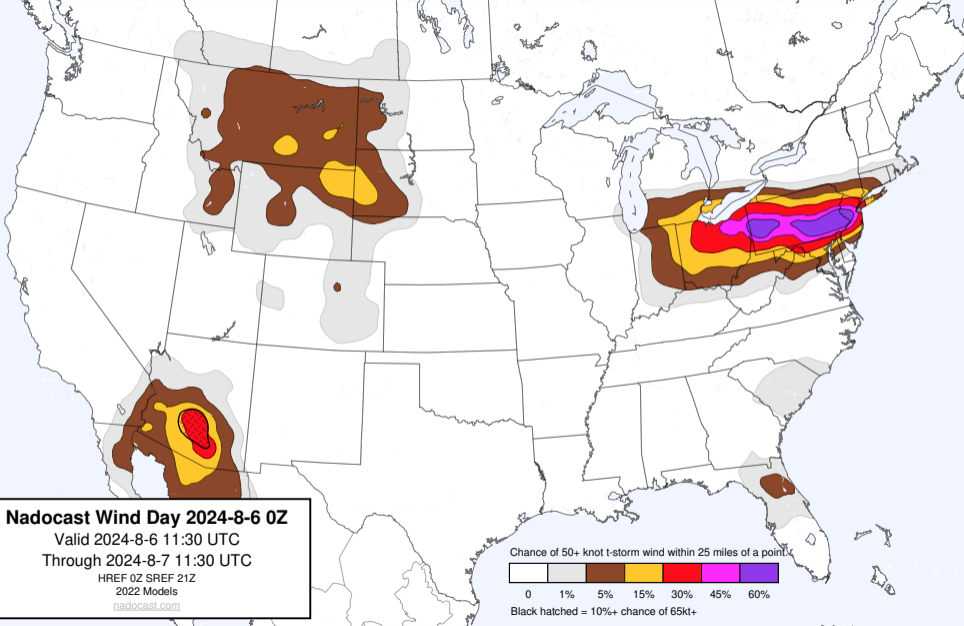 Nadocast Wind Day 2024-8-6 0Z
Valid 2024-8-6 11:30 UTC
Through 2024-8-7 11:30 UTC
HREF 0Z SREF 21Z
2022 Models
nadocast.com
Chance of 50+ knot t-storm wind within 25 miles of a point.
0 1% 5% 15% 30% 45% 60%
Black hatched = 10%+ chance of 65kt+